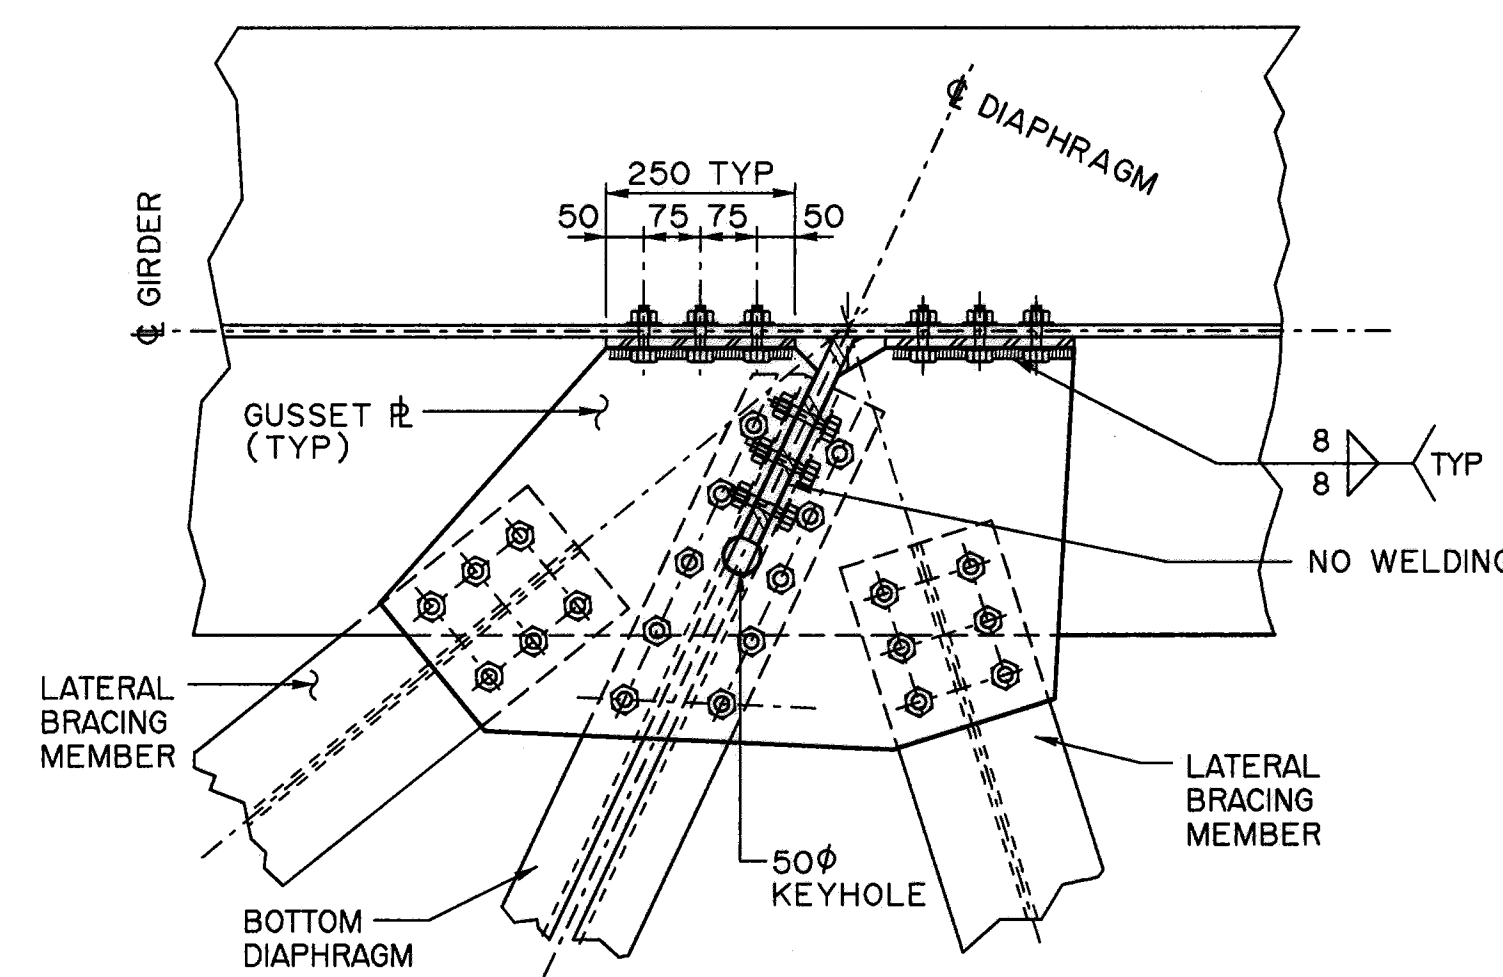 ℄ DIAPHRAGM
250 TYP
50 75 75 50
℄ GIRDER
GUSSET ⅊
(TYP)
8
8
TYP
NO WELDING
LATERAL
BRACING
MEMBER
LATERAL
BRACING
MEMBER
50φ
KEYHOLE
BOTTOM
DIAPHRAGM